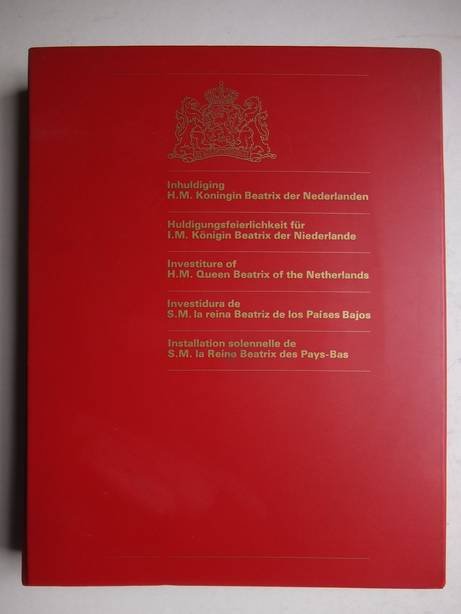 Inhuldiging
H.M. Koningin Beatrix der Nederlanden
Huldigungsfeierlichkeit für
I.M. Königin Beatrix der Niederlande
Investiture of
H.M. Queen Beatrix of the Netherlands
Investidura de
S.M. la reina Beatriz de los Países Bajos
Installation solennelle de
S.M. la Reine Beatrix des Pays-Bas